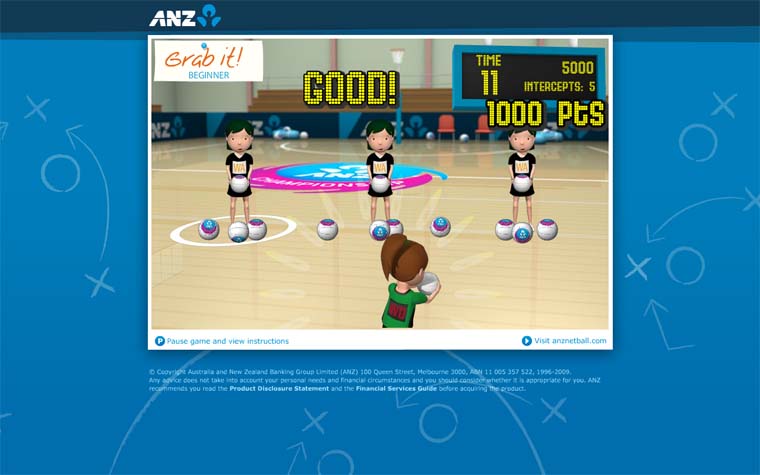 ANZ
Grab it!
BEGINNER
GOOD!
TIME
11
5000
INTERCEPTS: 5
1000 PtS
ANZ
CHAMPIONSHIP
Pause game and view instructions
Visit anznetball.com
© Copyright Australia and New Zealand Banking Group Limited (ANZ) 100 Queen Street, Melbourne 3000, ABN 11 005 357 522, 1996-2009.
Any advice does not take into account your personal needs and financial circumstances and you should consider whether it is appropriate for you. ANZ
recommends you read the Product Disclosure Statement and the Financial Services Guide before acquiring the product.